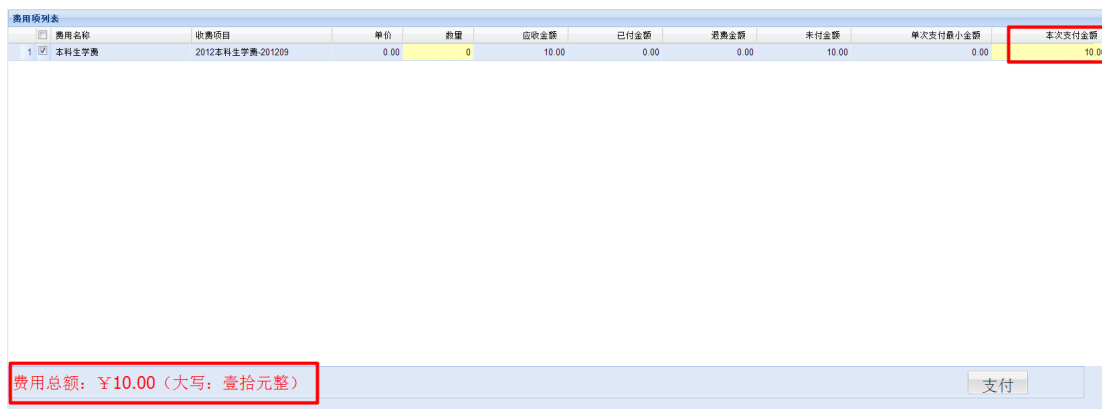 费用项列表
费用名称 收费项目 单价 数量 应收金额 已付金额 退费金额 未付金额 单次支付最小金额 本次支付金额
1 本科生学费 2012本科生学费-201209 0.00 0 10.00 0.00 0.00 10.00 0.00 10.0
费用总额：￥10.00（大写：壹拾元整） 支付